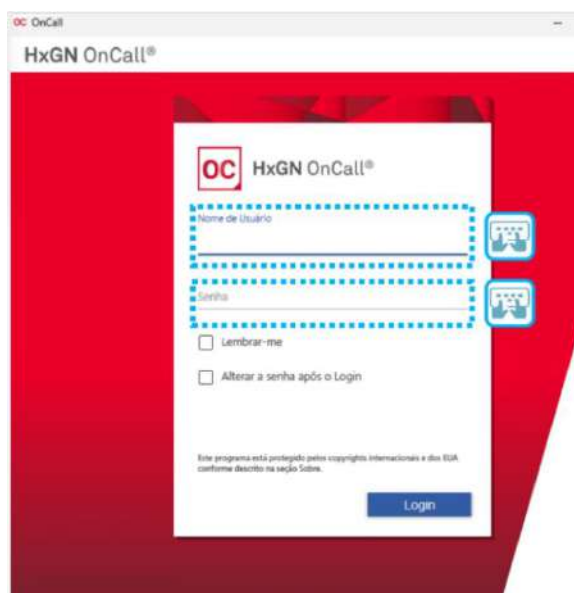 OC OnCall
HxGN OnCall®
OC HxGN OnCall®
Nome de Usuário
Senha
Lembrar-me
Alterar a senha após o Login
Este programa está protegido pelos copyrights internacionais e dos EUA
conforme descrito na seção Sobre.
Login